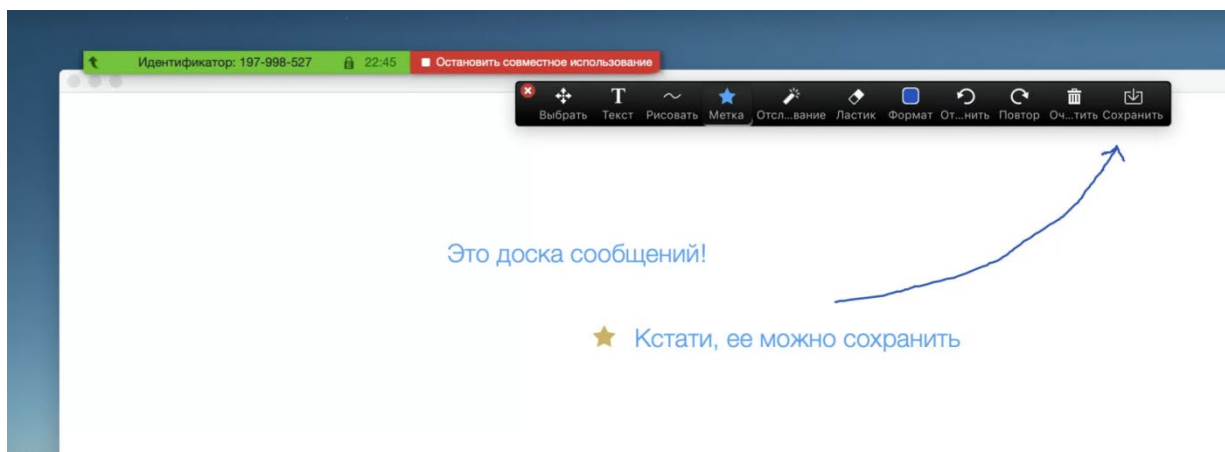 Идентификатор: 197-998-527 22:45 Остановить совместное использование
Выбрать Текст Рисовать Метка Отсл...вание Ластик Формат От...нить Повтор Оч...тить Сохранить
Это доска сообщений!
Кстати, ее можно сохранить